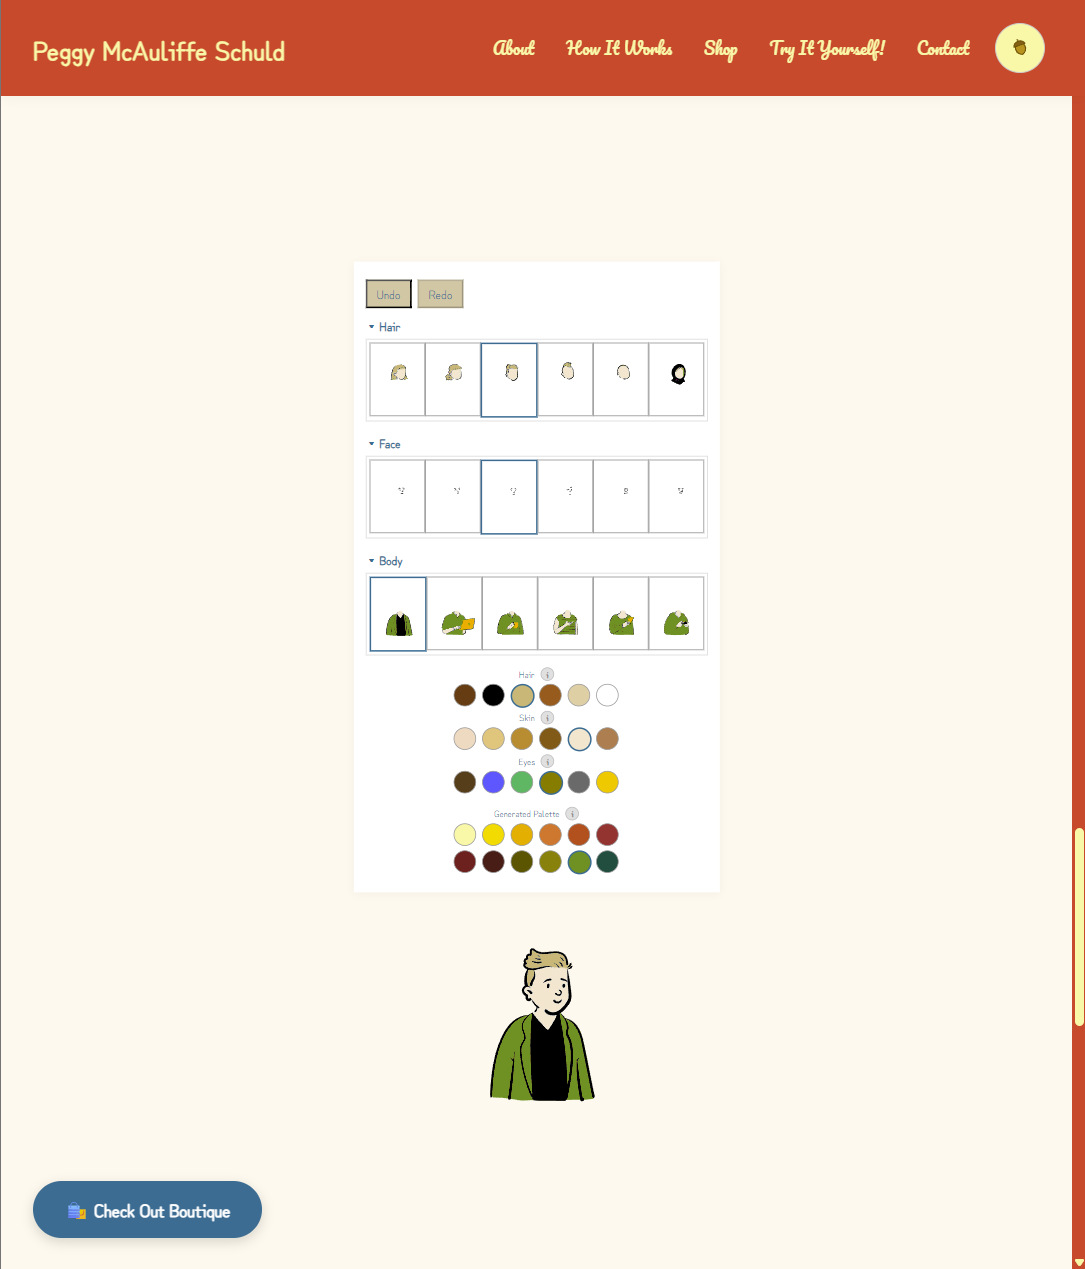 Peggy McAuliffe Schuld
About
How It Works
Shop
Try It Yourself!
Contact
Undo
Redo
Hair
Face
Body
Hair i
Skin i
Eyes i
Generated Palette i
Check Out Boutique